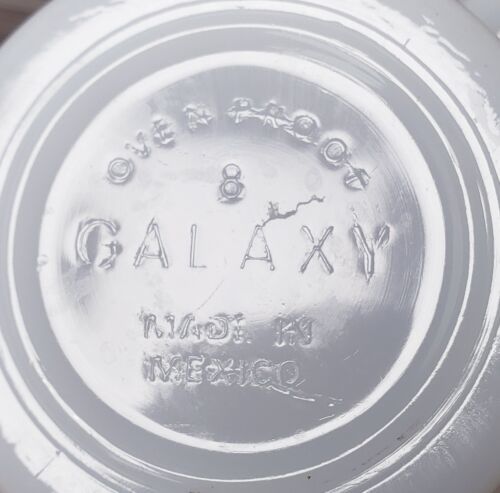 OVEN PROOF
8
GALAXY
MADE IN
MEXICO